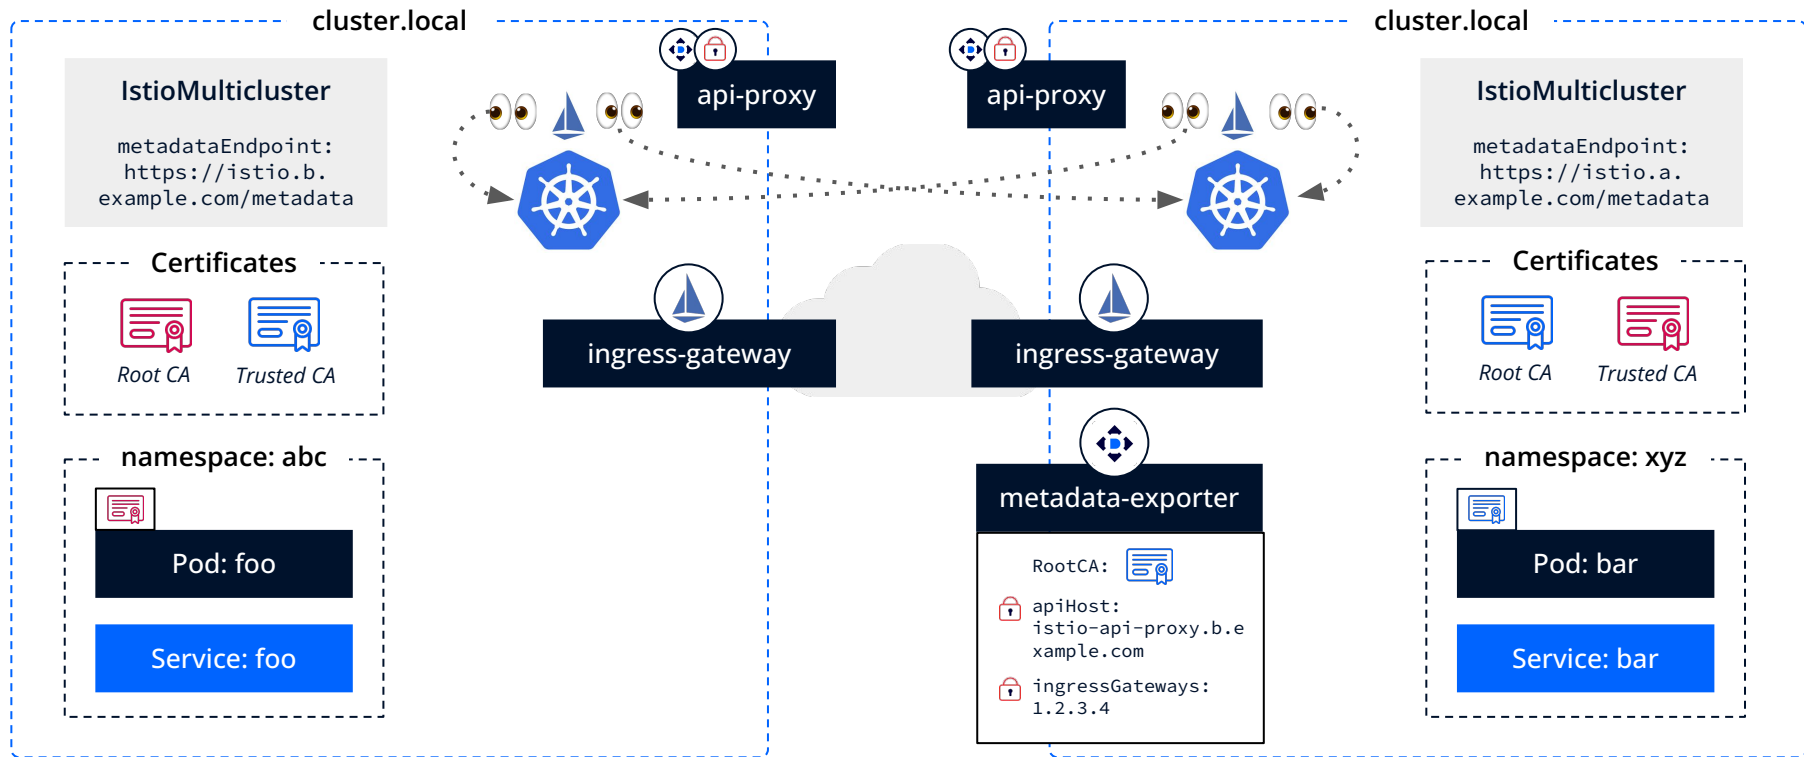 cluster.local
IstioMulticluster
metadataEndpoint:
https://istio.b.
example.com/metadata
api-proxy
Certificates
Root CA
Trusted CA
ingress-gateway
namespace: abc
Pod: foo
Service: foo
cluster.local
api-proxy
IstioMulticluster
metadataEndpoint:
https://istio.a.
example.com/metadata
ingress-gateway
Certificates
Root CA
Trusted CA
metadata-exporter
RootCA:
apiHost:
istio-api-proxy.b.e
xample.com
ingressGateways:
1.2.3.4
namespace: xyz
Pod: bar
Service: bar